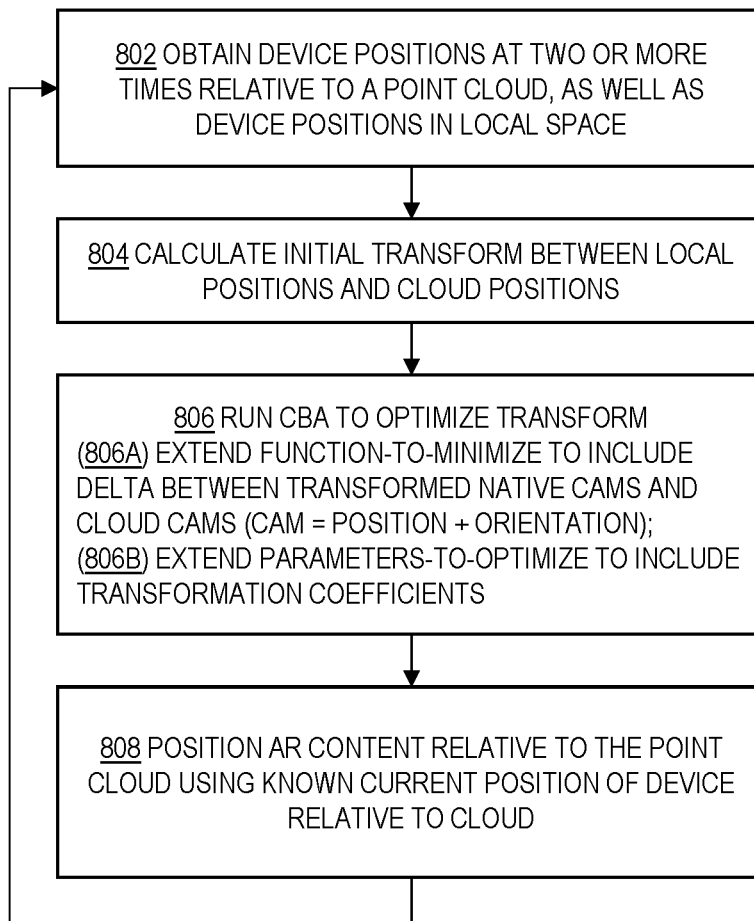 802 OBTAIN DEVICE POSITIONS AT TWO OR MORE
TIMES RELATIVE TO A POINT CLOUD, AS WELL AS
DEVICE POSITIONS IN LOCAL SPACE
804 CALCULATE INITIAL TRANSFORM BETWEEN LOCAL
POSITIONS AND CLOUD POSITIONS
806 RUN CBA TO OPTIMIZE TRANSFORM
(806A) EXTEND FUNCTION-TO-MINIMIZE TO INCLUDE
DELTA BETWEEN TRANSFORMED NATIVE CAMS AND
CLOUD CAMS (CAM = POSITION + ORIENTATION);
(806B) EXTEND PARAMETERS-TO-OPTIMIZE TO INCLUDE
TRANSFORMATION COEFFICIENTS
808 POSITION AR CONTENT RELATIVE TO THE POINT
CLOUD USING KNOWN CURRENT POSITION OF DEVICE
RELATIVE TO CLOUD